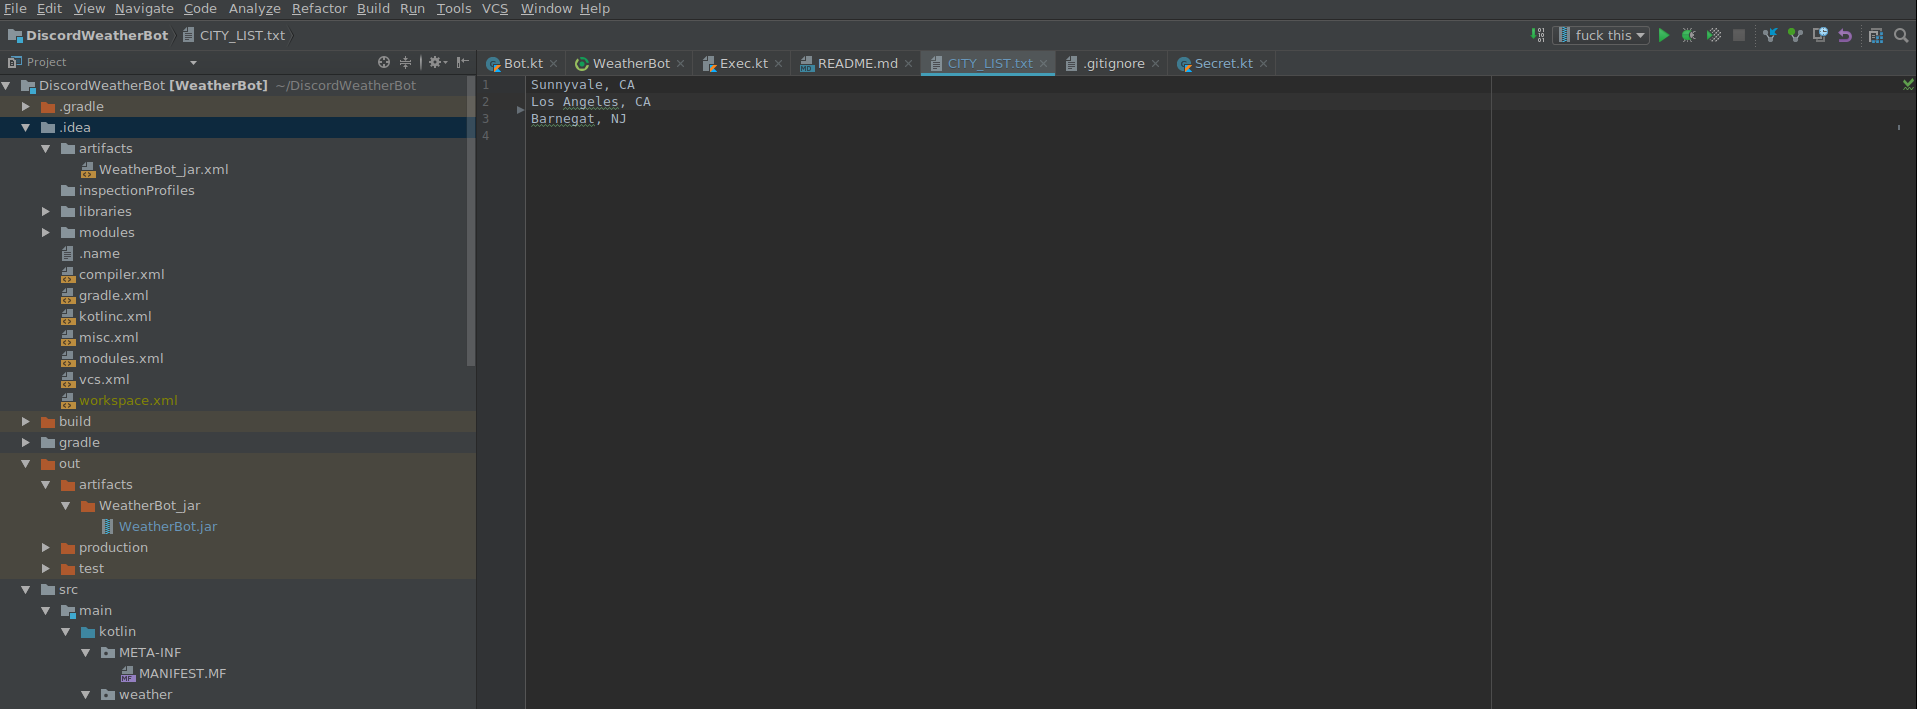 File Edit View Navigate Code Analyze Refactor Build Run Tools VCS Window Help
DiscordWeatherBot CITY_LIST.txt fuck this
Project
Bot.kt WeatherBot Exec.kt README.md CITY_LIST.txt .gitignore Secret.kt
DiscordWeatherBot [WeatherBot] ~/DiscordWeatherBot
.gradle
.idea
artifacts
WeatherBot_jar.xml
inspectionProfiles
libraries
modules
.name
compiler.xml
gradle.xml
kotlinc.xml
misc.xml
modules.xml
vcs.xml
workspace.xml
build
gradle
out
artifacts
WeatherBot_jar
WeatherBot.jar
production
test
src
main
kotlin
META-INF
MANIFEST.MF
weather
1 Sunnyvale, CA
2 Los Angeles, CA
3 Barnegat, NJ
4